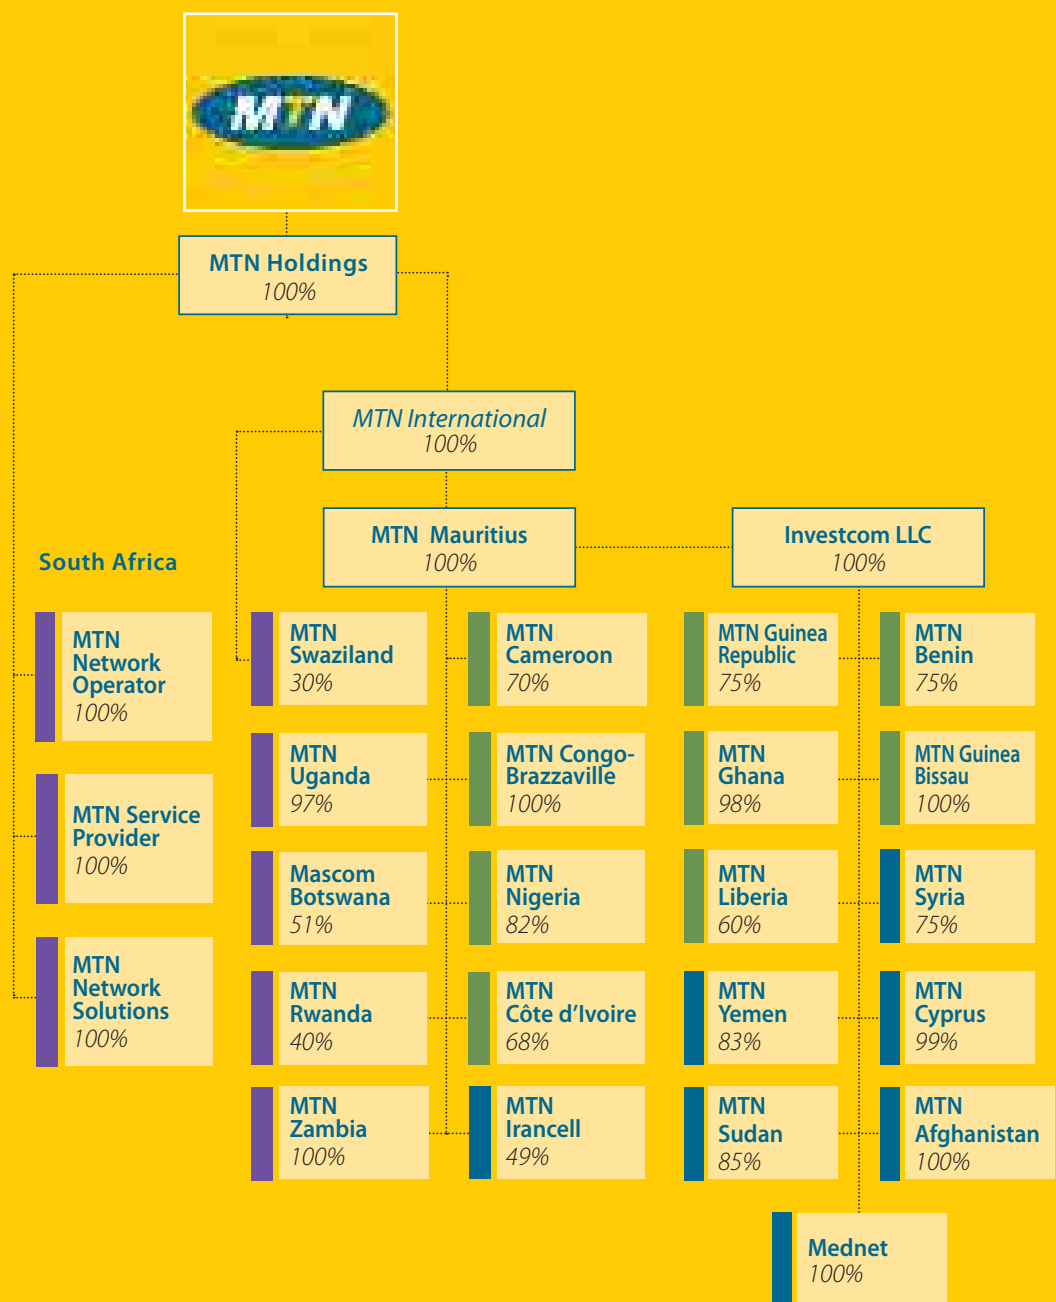 MTN
MTN Holdings
100%
MTN International
100%
MTN Mauritius
100%
Investcom LLC
100%
South Africa
MTN
Network
Operator
100%
MTN Service
Provider
100%
MTN
Network
Solutions
100%
MTN
Swaziland
30%
MTN
Cameroon
70%
MTN Guinea
Republic
75%
MTN
Benin
75%
MTN
Uganda
97%
MTN Congo-
Brazzaville
100%
MTN
Ghana
98%
MTN Guinea
Bissau
100%
Mascom
Botswana
51%
MTN
Nigeria
82%
MTN
Liberia
60%
MTN
Syria
75%
MTN
Rwanda
40%
MTN
Côte d’Ivoire
68%
MTN
Yemen
83%
MTN
Cyprus
99%
MTN
Zambia
100%
MTN
Irancell
49%
MTN
Sudan
85%
MTN
Afghanistan
100%
Mednet
100%